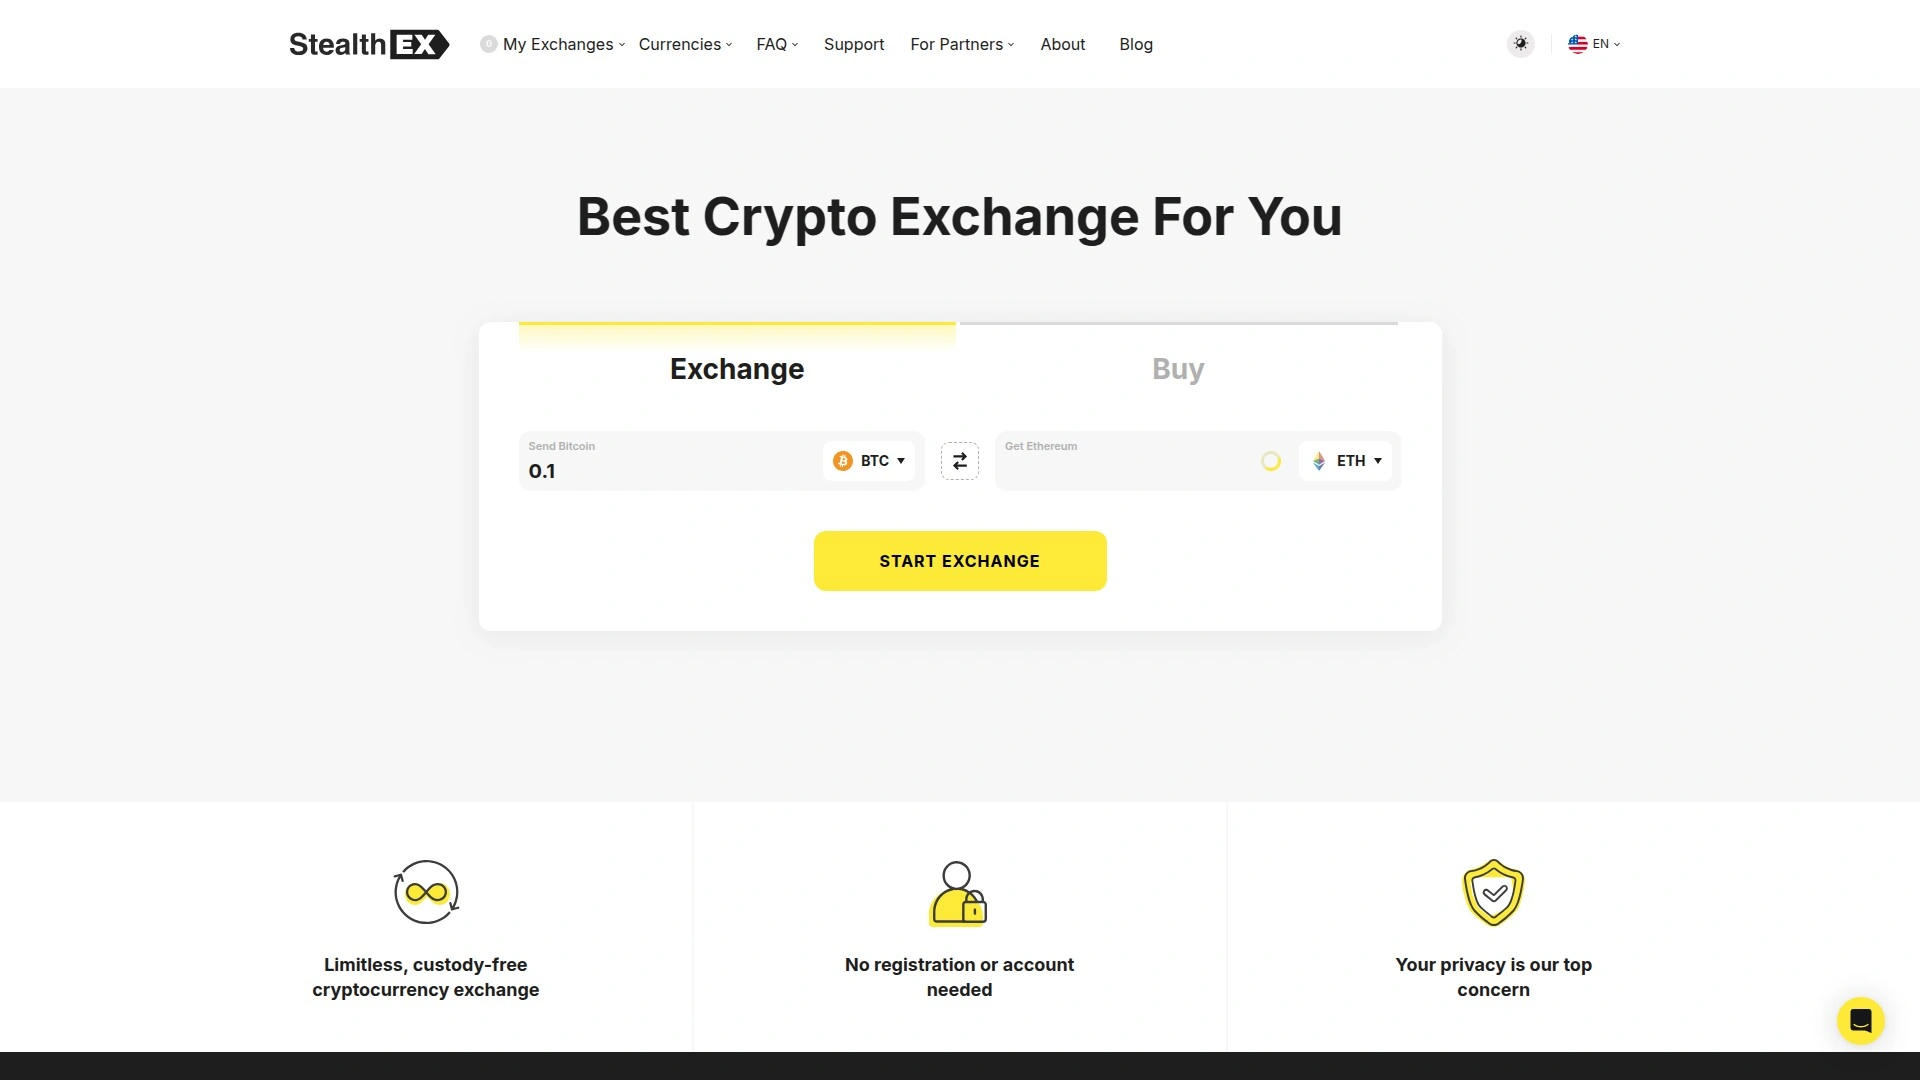 StealthEX
0 My Exchanges
Currencies
FAQ
Support
For Partners
About
Blog
EN
Best Crypto Exchange For You
Exchange
Buy
Send Bitcoin
0.1
BTC
Get Ethereum
ETH
START EXCHANGE
Limitless, custody-free
cryptocurrency exchange
No registration or account
needed
Your privacy is our top
concern